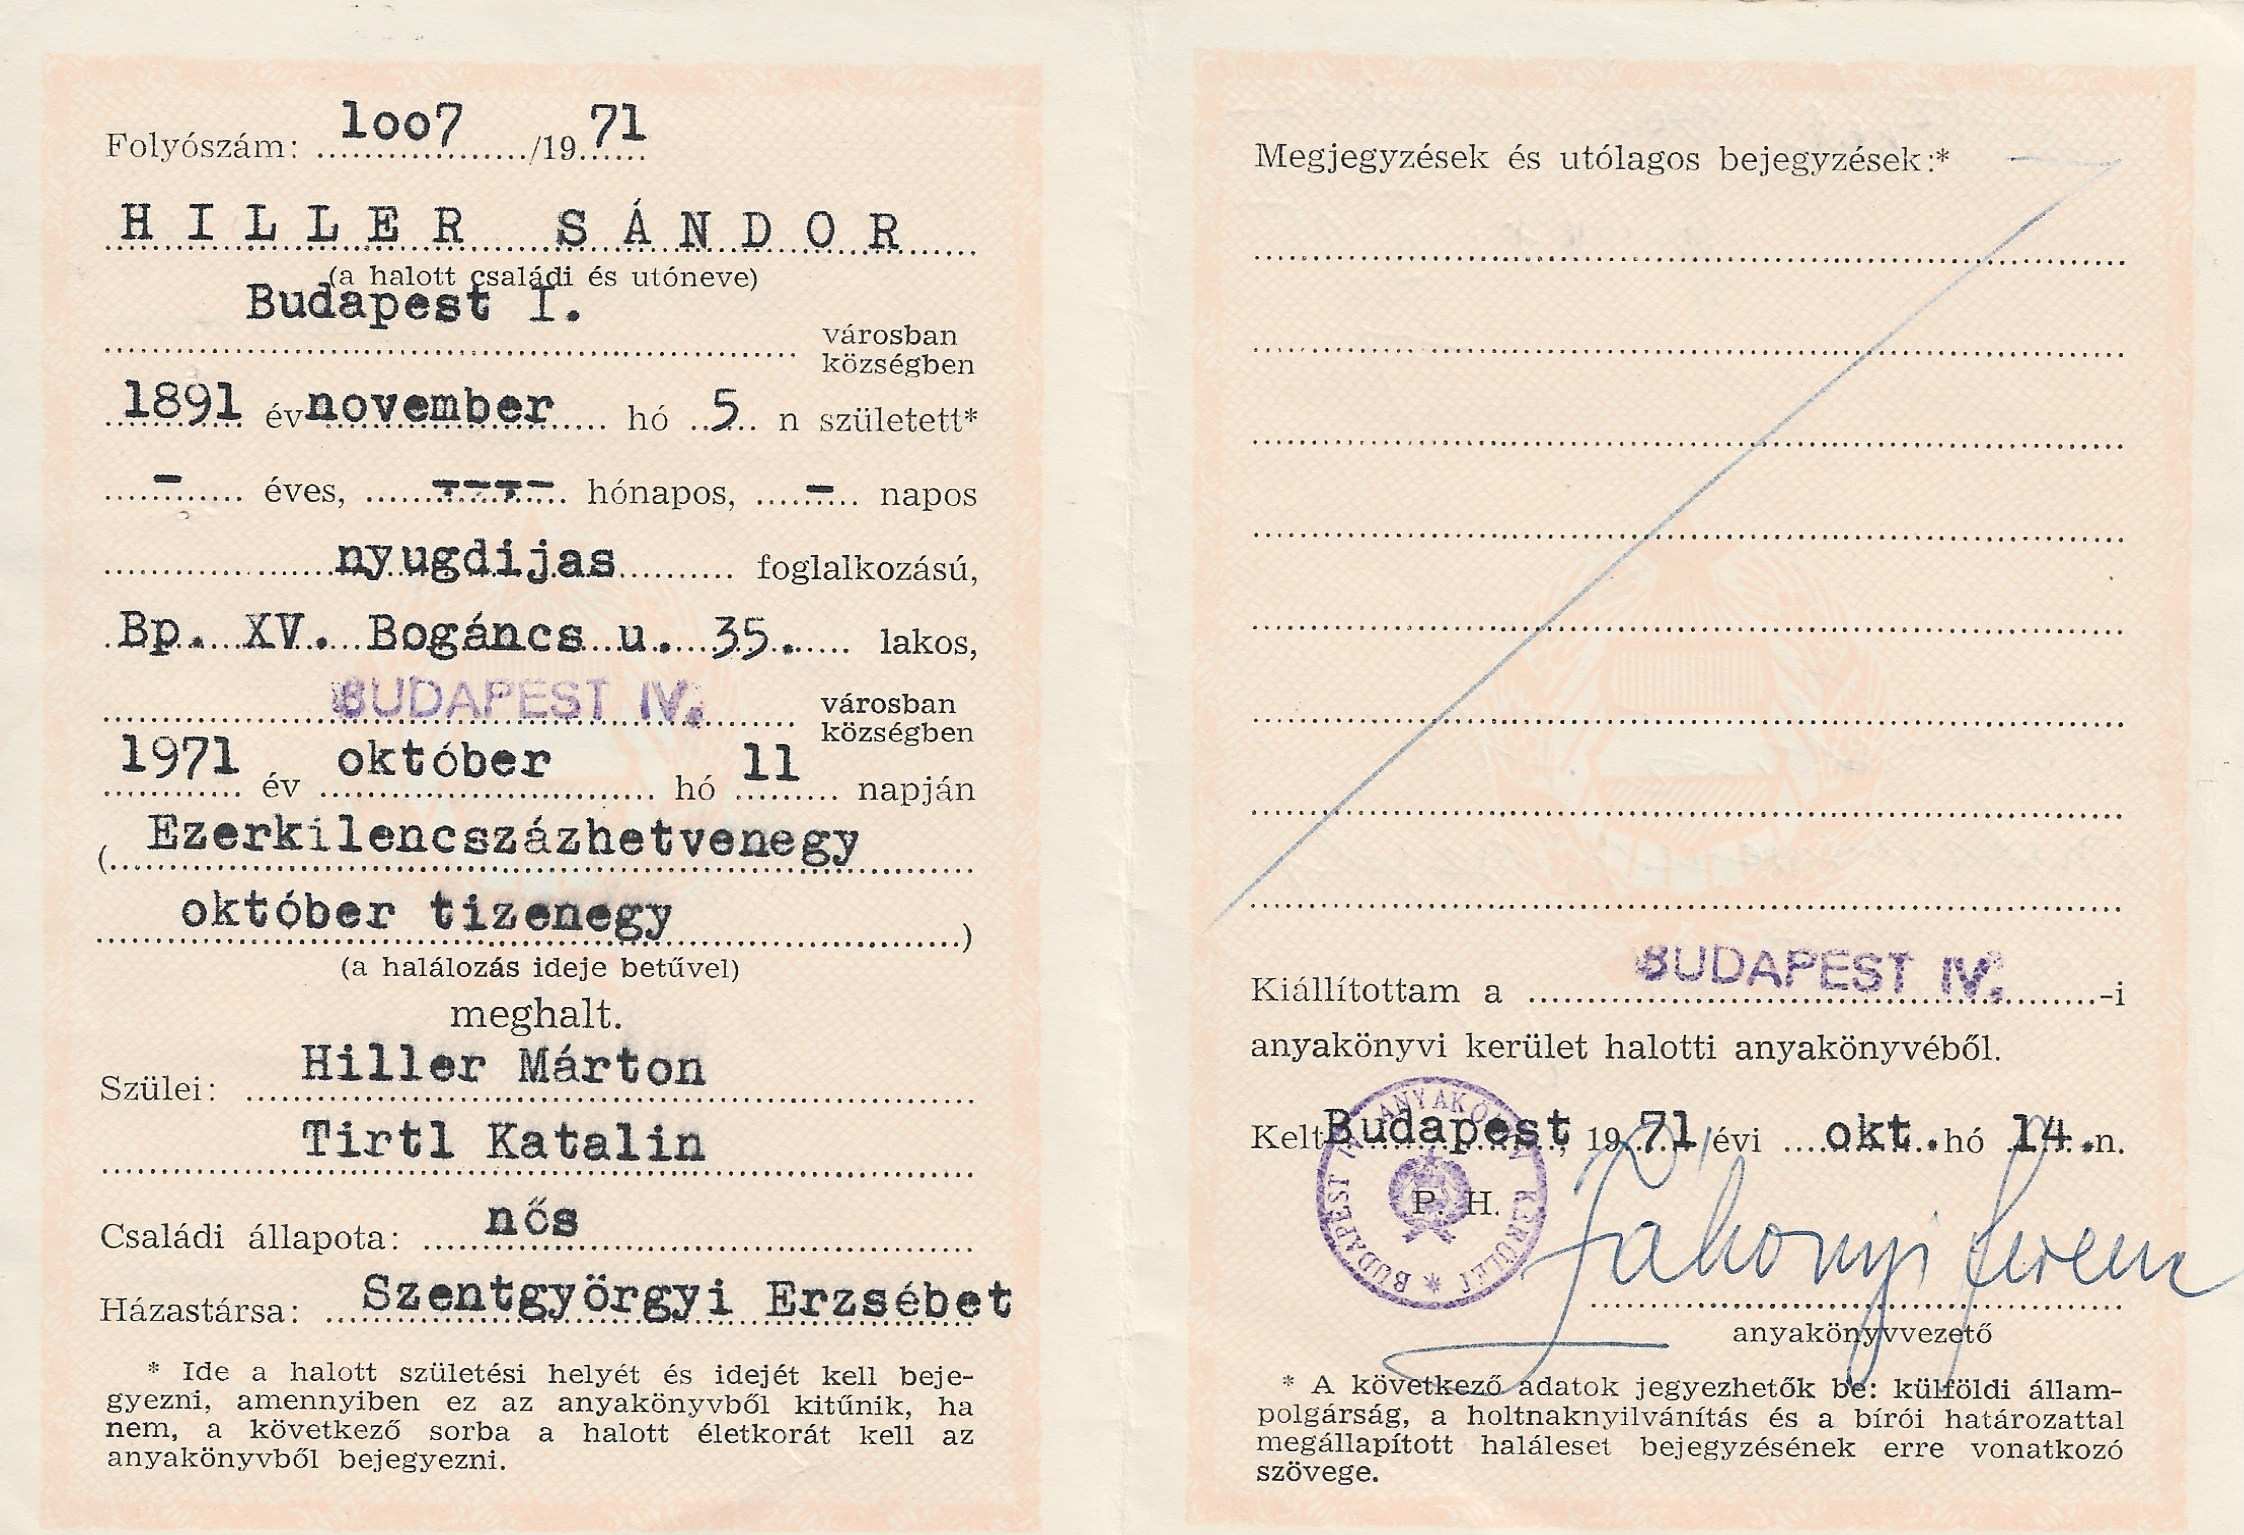 Folyószám: 1007 /1971
HILLER SÁNDOR
(a halott családi és utóneve)
Budapest I.
városban
községben
1891 év november hó 5 n született*
- éves, ---- hónapos, - napos
nyugdijas foglalkozású,
Bp. XV. Bogáncs u. 35. lakos,
BUDAPEST IV. városban
községben
1971 év október hó 11 napján
(Ezerkilencszázhetvenegy
október tizenegy)
(a halálozás ideje betűvel)
meghalt.
Szülei: Hiller Márton
Tirtl Katalin
Családi állapota: nős
Házastársa: Szentgyörgyi Erzsébet
* Ide a halott születési helyét és idejét kell beje-
gyezni, amennyiben ez az anyakönyvből kitűnik, ha
nem, a következő sorba a halott életkorát kell az
anyakönyvből bejegyezni.
Megjegyzések és utólagos bejegyzések:*
Kiállítottam a BUDAPEST IV. -i
anyakönyvi kerület halotti anyakönyvéből.
Kelt Budapest, 1971 évi okt. hó 14. n.
P. H.
BUDAPEST IV. ANYAKÖNYVI KERÜLET *
Ferenc
anyakönyvvezető
* A következő adatok jegyezhetők be: külföldi állam-
polgárság, a holtnaknyilvánítás és a bírói határozattal
megállapított haláleset bejegyzésének erre vonatkozó
szövege.